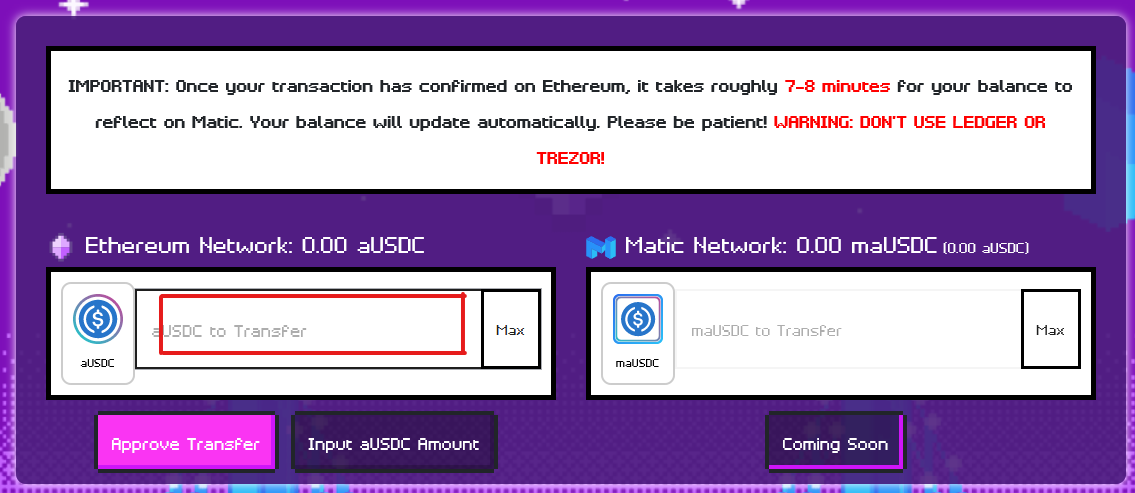 IMPORTANT: Once your transaction has confirmed on Ethereum, it takes roughly 7-8 minutes for your balance to
reflect on Matic. Your balance will update automatically. Please be patient! WARNING: DON'T USE LEDGER OR
TREZOR!
Ethereum Network: 0.00 aUSDC
Matic Network: 0.00 maUSDC (0.00 aUSDC)
aUSDC to Transfer
Max
aUSDC
maUSDC to Transfer
Max
maUSDC
Approve Transfer
Input aUSDC Amount
Coming Soon